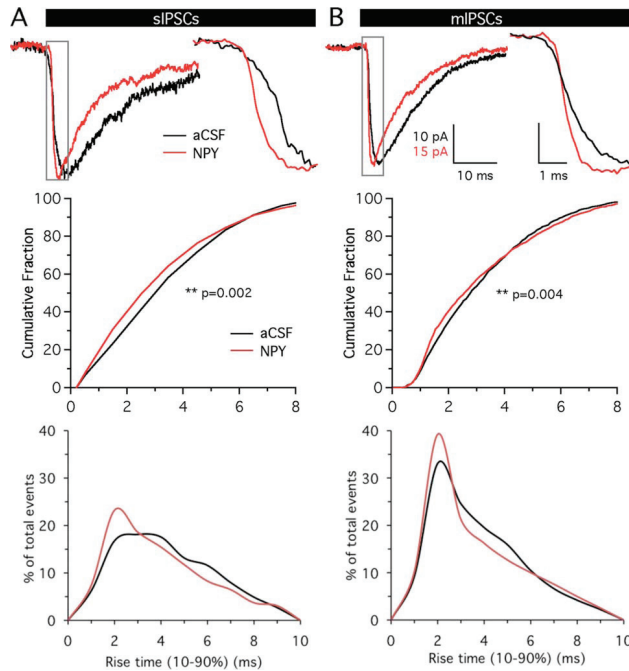 A sIPSCs
B mIPSCs
aCSF
NPY
10 pA
15 pA
10 ms
1 ms
Cumulative Fraction
100
80
60
40
20
0
** p=0.002
aCSF
NPY
0 2 4 6 8
Cumulative Fraction
100
80
60
40
20
0
** p=0.004
0 2 4 6 8
% of total events
40
30
20
10
0
0 2 4 6 8 10
Rise time (10-90%) (ms)
% of total events
40
30
20
10
0
0 2 4 6 8 10
Rise time (10-90%) (ms)